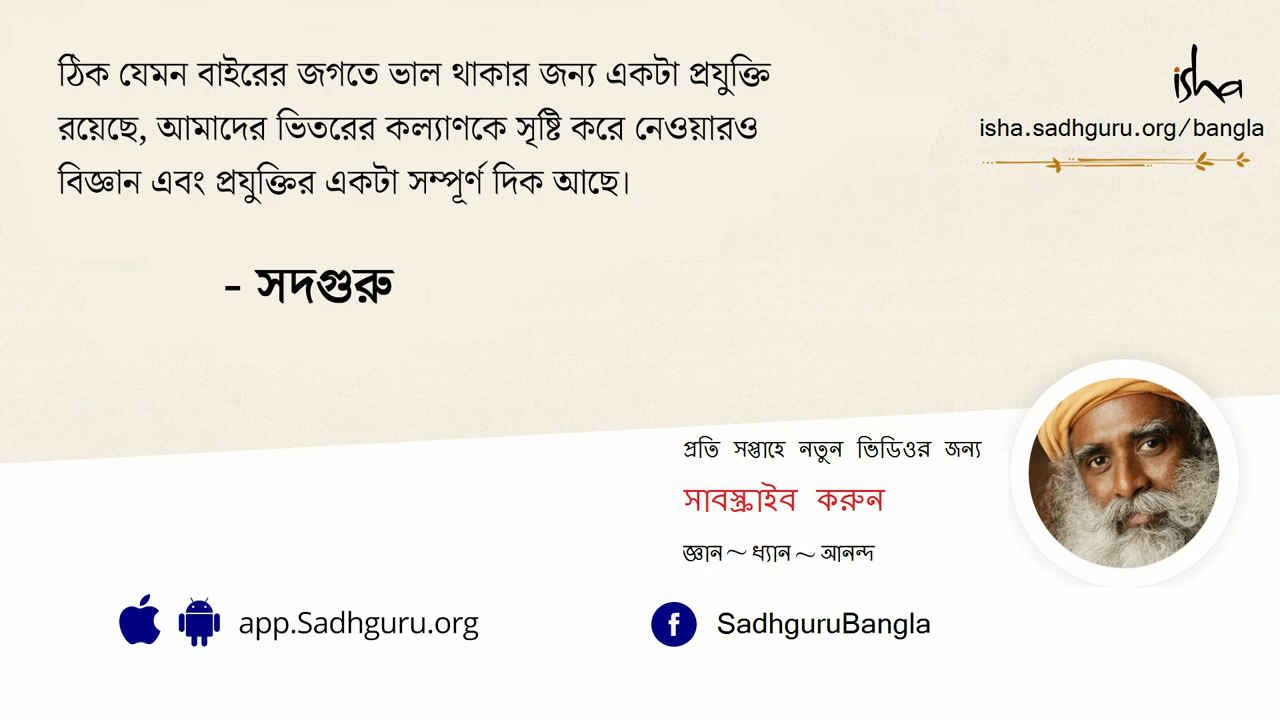 ঠিক যেমন বাইরের জগতে ভাল থাকার জন্য একটা প্রযুক্তি
রয়েছে, আমাদের ভিতরের কল্যাণকে সৃষ্টি করে নেওয়ারও
বিজ্ঞান এবং প্রযুক্তির একটা সম্পূর্ণ দিক আছে।
- সদগুরু
isha
isha.sadhguru.org/bangla
প্রতি সপ্তাহে নতুন ভিডিওর জন্য
সাবস্ক্রাইব করুন
জ্ঞান ~ ধ্যান ~ আনন্দ
app.Sadhguru.org
f SadhguruBangla